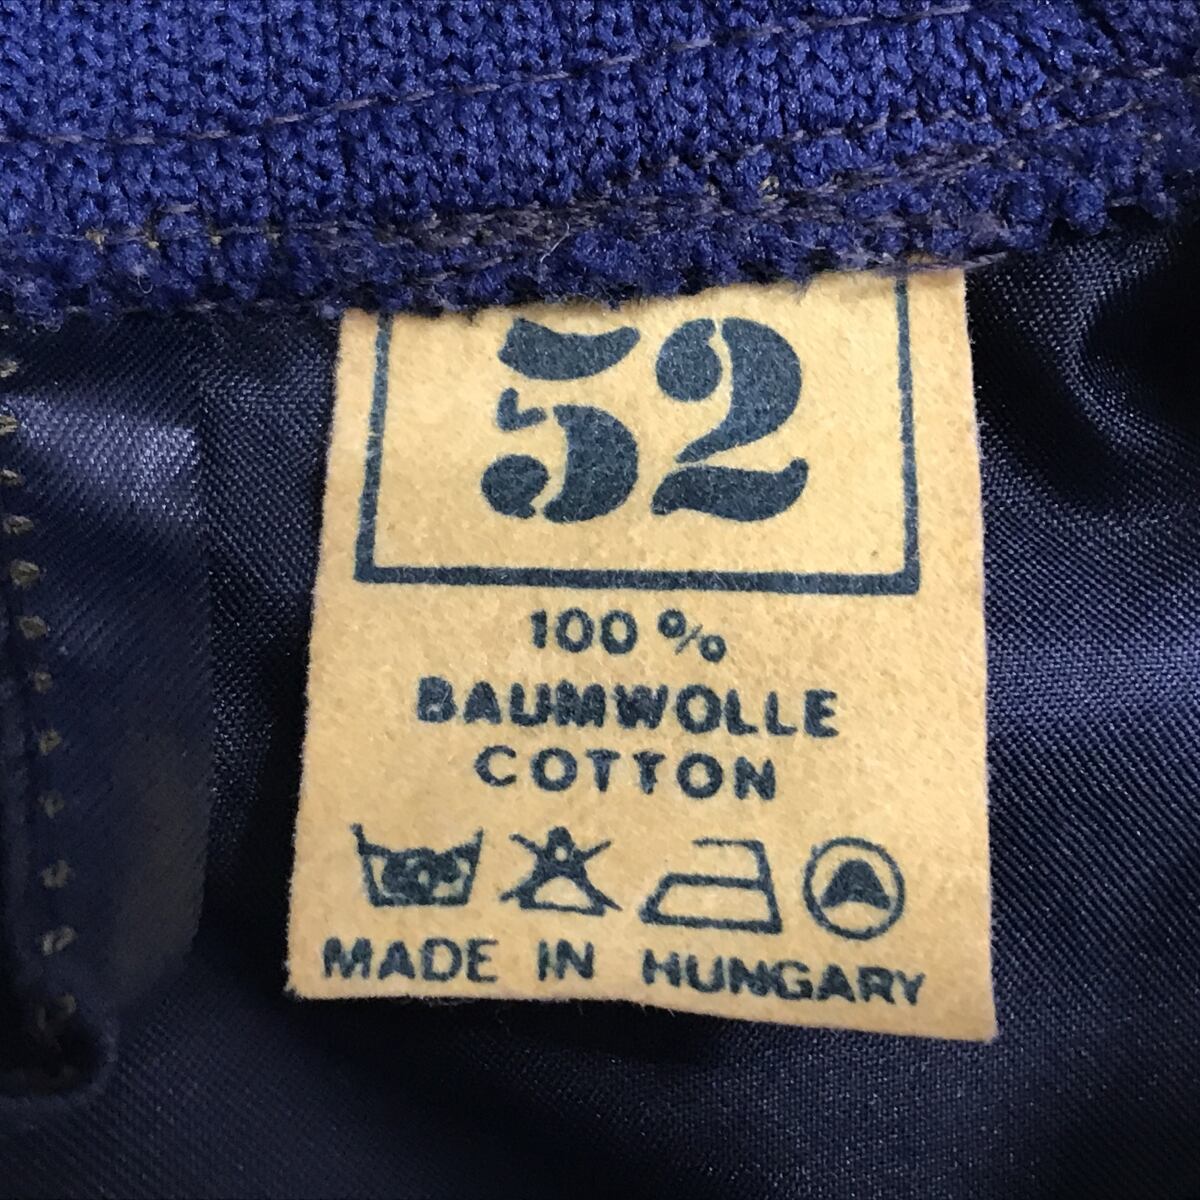 52
100 %
BAUMWOLLE
COTTON
MADE IN HUNGARY